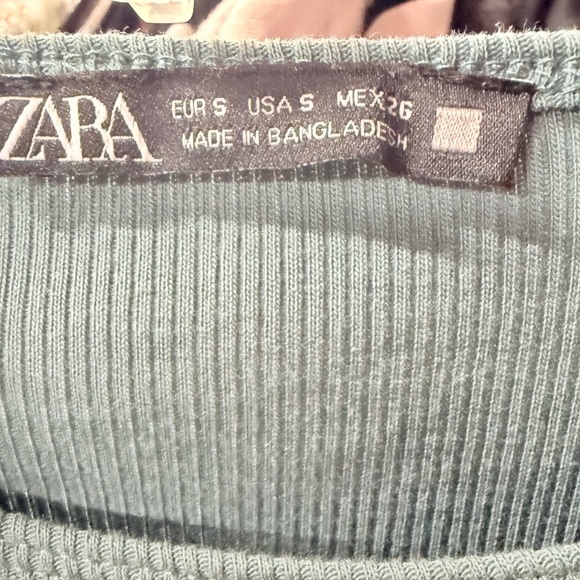 ZARA
EUR S USA S MEX 26
MADE IN BANGLADESH